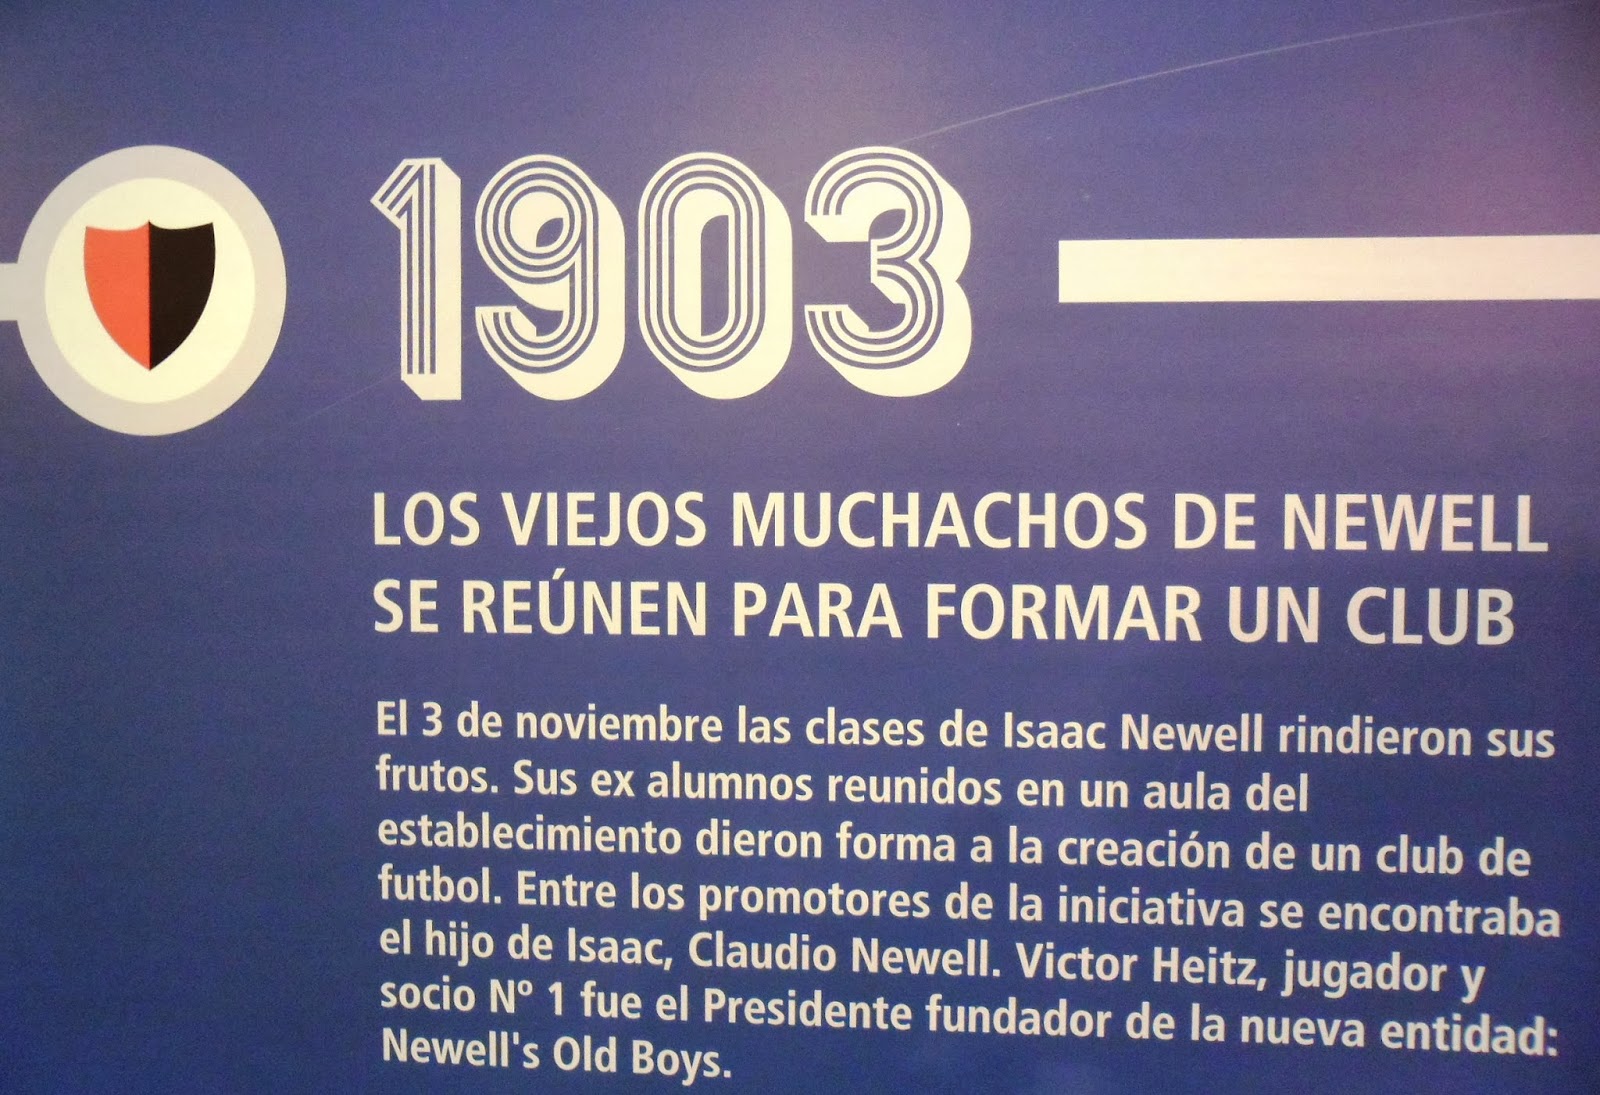 1903
LOS VIEJOS MUCHACHOS DE NEWELL
SE REÚNEN PARA FORMAR UN CLUB
El 3 de noviembre las clases de Isaac Newell rindieron sus
frutos. Sus ex alumnos reunidos en un aula del
establecimiento dieron forma a la creación de un club de
futbol. Entre los promotores de la iniciativa se encontraba
el hijo de Isaac, Claudio Newell. Victor Heitz, jugador y
socio Nº 1 fue el Presidente fundador de la nueva entidad:
Newell's Old Boys.